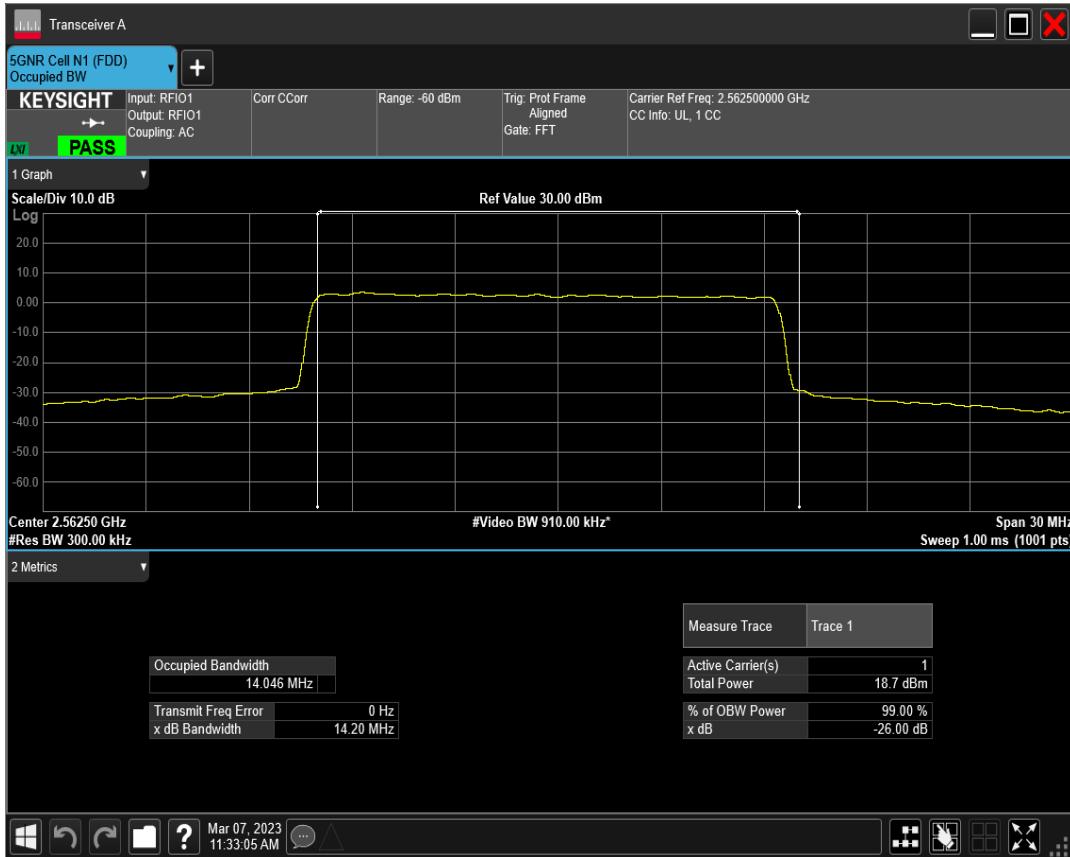 Transceiver A
5GNR Cell N1 (FDD)
Occupied BW
KEYSIGHT
LXI
PASS
Input: RFIO1
Output: RFIO1
Coupling: AC
Corr CCorr
Range: -60 dBm
Trig: Prot Frame
Aligned
Gate: FFT
Carrier Ref Freq: 2.562500000 GHz
CC Info: UL, 1 CC
1 Graph
Scale/Div 10.0 dB
Ref Value 30.00 dBm
Log
20.0
10.0
0.00
-10.0
-20.0
-30.0
-40.0
-50.0
-60.0
Center 2.56250 GHz
#Video BW 910.00 kHz*
Span 30 MHz
#Res BW 300.00 kHz
Sweep 1.00 ms (1001 pts)
2 Metrics
Measure Trace Trace 1
Occupied Bandwidth
14.046 MHz
Active Carrier(s) 1
Total Power 18.7 dBm
Transmit Freq Error 0 Hz
x dB Bandwidth 14.20 MHz
% of OBW Power 99.00 %
x dB -26.00 dB
?
Mar 07, 2023
11:33:05 AM